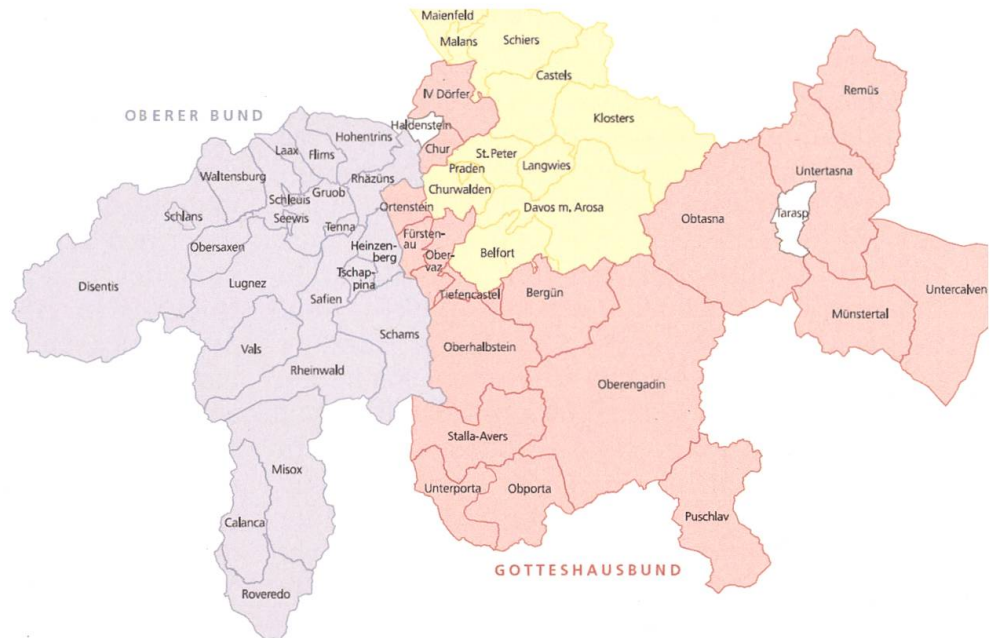 Maienfeld
Malans
Schiers
Castels
IV Dörfer
Klosters
Remüs
OBERER BUND
Haldenstein
Hohentrins
Chur
St. Peter
Langwies
Praden
Laax
Flims
Waltensburg
Rhäzüns
Churwalden
Untertasna
Schleuis
Gruob
Ortenstein
Davos m. Arosa
Schlans
Seewis
Tenna
Obtasna
Tarasp
Obersaxen
Heinzen-
berg
Fürsten-
au
Ober-
vaz
Belfort
Disentis
Lugnez
Tschap-
pina
Safien
Tiefencastel
Bergün
Untercalven
Münstertal
Schams
Vals
Oberhalbstein
Rheinwald
Oberengadin
Stalla-Avers
Misox
Unterporta
Obporta
Calanca
Puschlav
GOTTESHAUSBUND
Roveredo